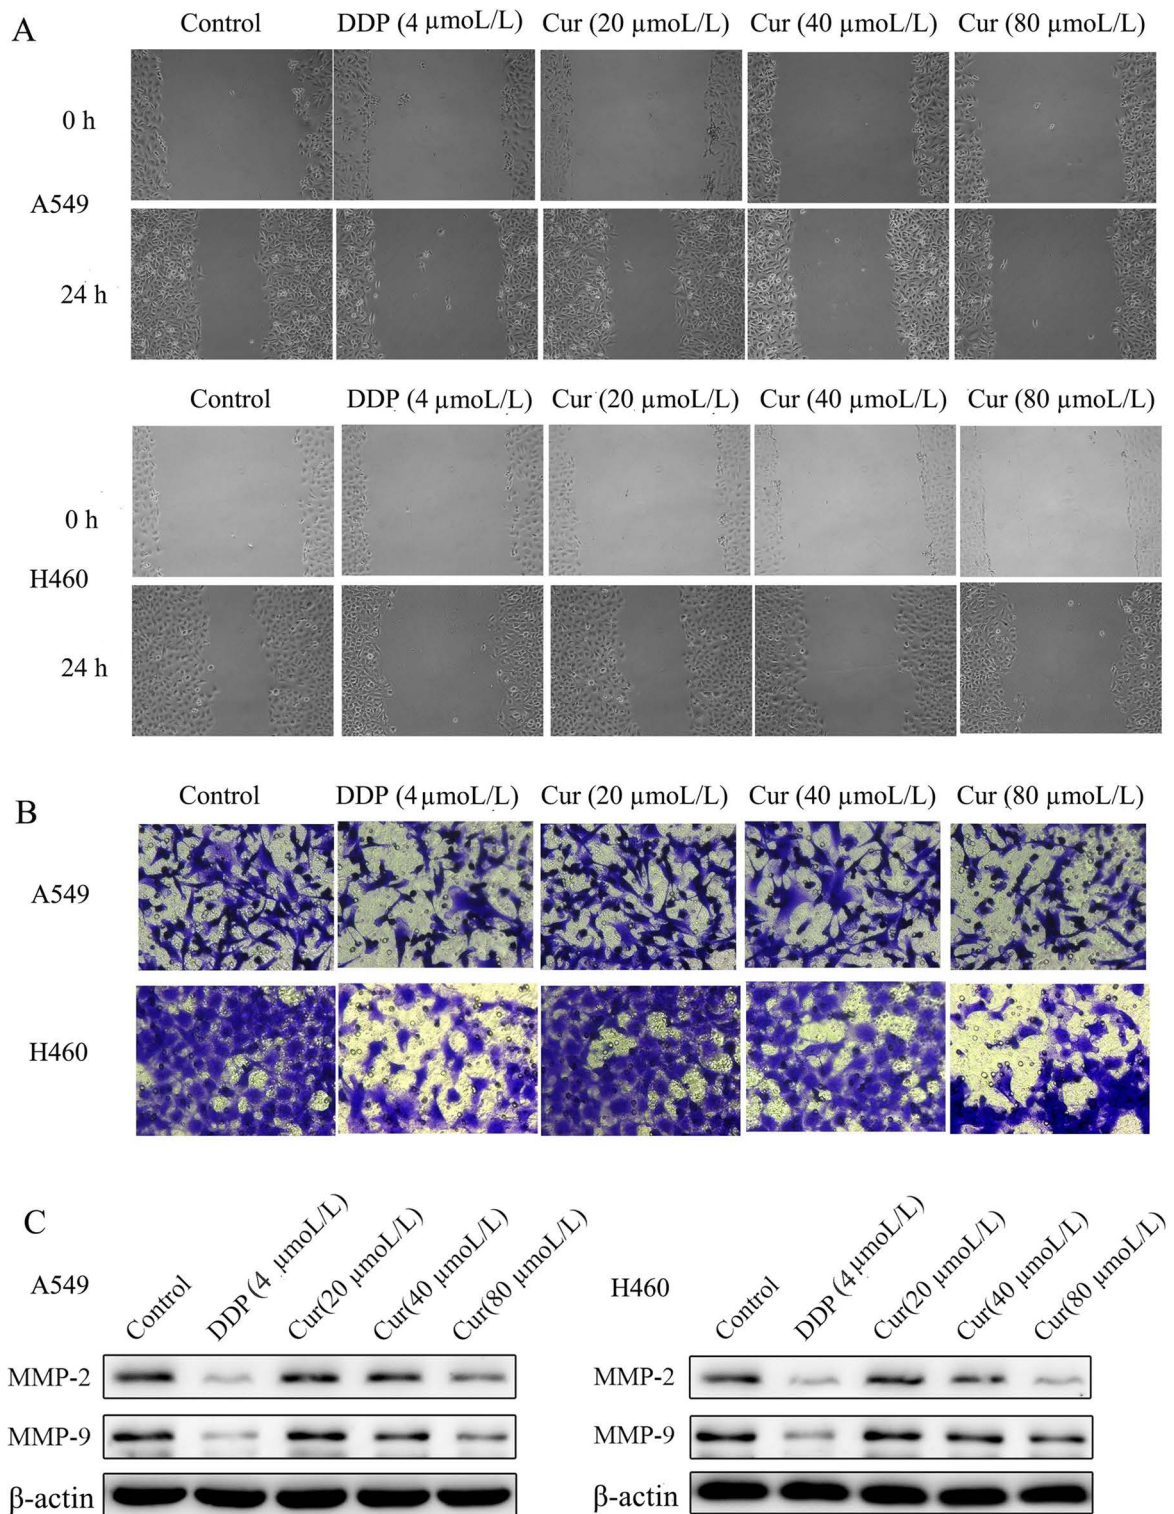 A
Control DDP (4 µmoL/L) Cur (20 µmoL/L) Cur (40 µmoL/L) Cur (80 µmoL/L)
0 h
A549
24 h
Control DDP (4 µmoL/L) Cur (20 µmoL/L) Cur (40 µmoL/L) Cur (80 µmoL/L)
0 h
H460
24 h
B
Control DDP (4 µmoL/L) Cur (20 µmoL/L) Cur (40 µmoL/L) Cur (80 µmoL/L)
A549
H460
C
A549
Control
DDP (4 µmoL/L)
Cur(20 µmoL/L)
Cur(40 µmoL/L)
Cur(80 µmoL/L)
MMP-2
MMP-9
β-actin
H460
Control
DDP (4 µmoL/L)
Cur(20 µmoL/L)
Cur(40 µmoL/L)
Cur(80 µmoL/L)
MMP-2
MMP-9
β-actin